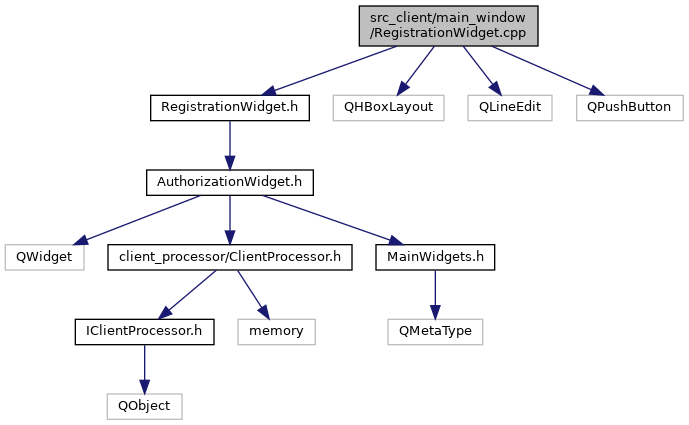 src_client/main_window
/RegistrationWidget.cpp
RegistrationWidget.h
QHBoxLayout
QLineEdit
QPushButton
AuthorizationWidget.h
QWidget
client_processor/ClientProcessor.h
MainWidgets.h
IClientProcessor.h
memory
QMetaType
QObject